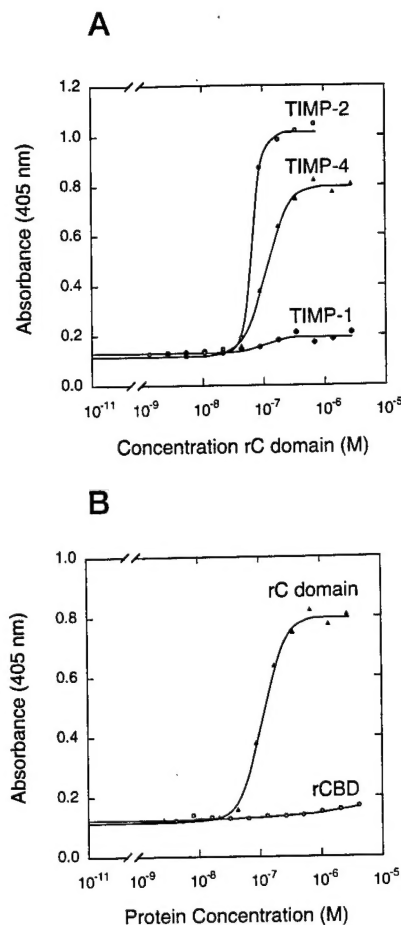 A
1.2
1.0
0.8
0.6
0.4
0.2
0.0
Absorbance (405 nm)
TIMP-2
TIMP-4
TIMP-1
10-11 10-9 10-8 10-7 10-6 10-5
Concentration rC domain (M)
B
1.0
0.8
0.6
0.4
0.2
0.0
Absorbance (405 nm)
rC domain
rCBD
10-11 10-9 10-8 10-7 10-6 10-5
Protein Concentration (M)